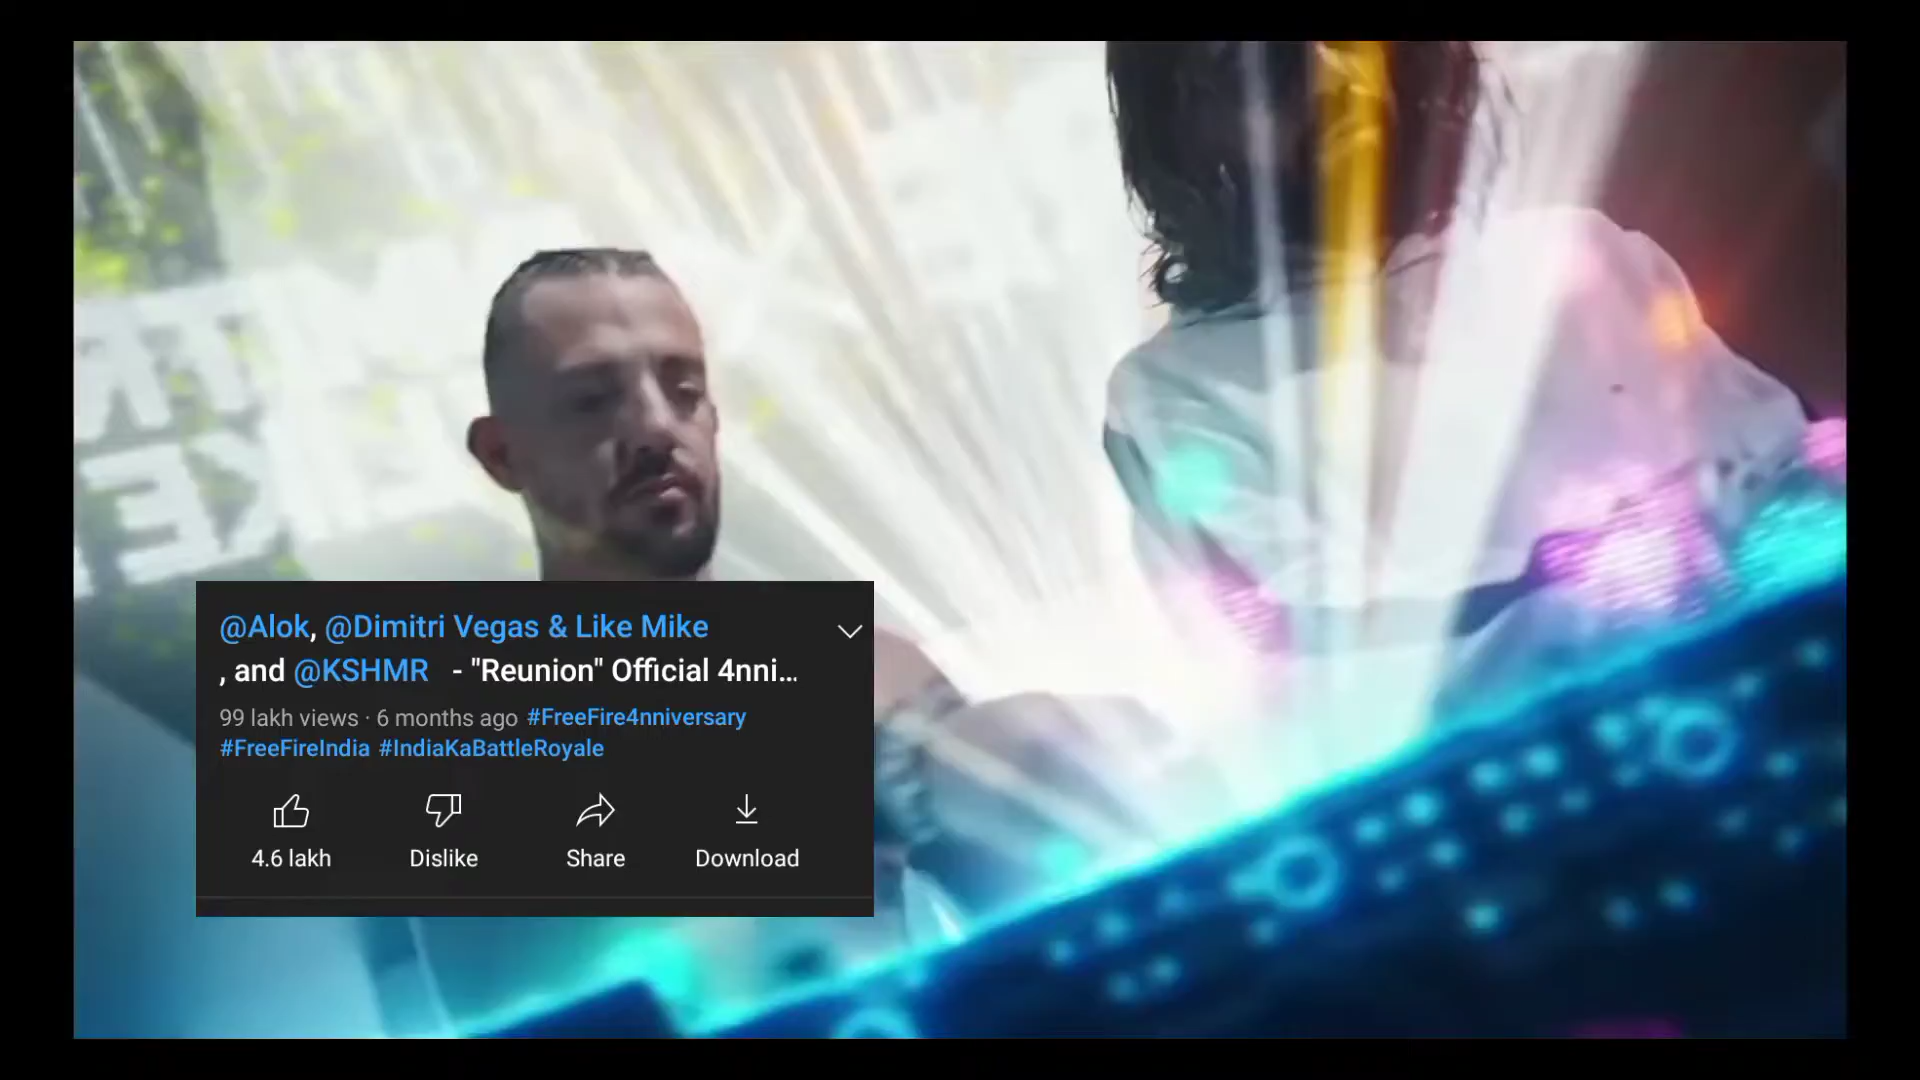 @Alok, @Dimitri Vegas & Like Mike
, and @KSHMR - "Reunion" Official 4nni...
99 lakh views · 6 months ago #FreeFire4nniversary
#FreeFireIndia #IndiaKaBattleRoyale
4.6 lakh Dislike Share Download